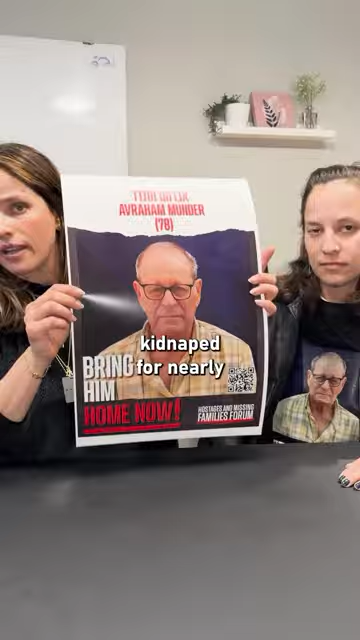 AVRAHAM MUNDER
(78)
kidnaped
for nearly
BRING
HIM
HOME NOW!
HOSTAGES AND MISSING
FAMILIES FORUM